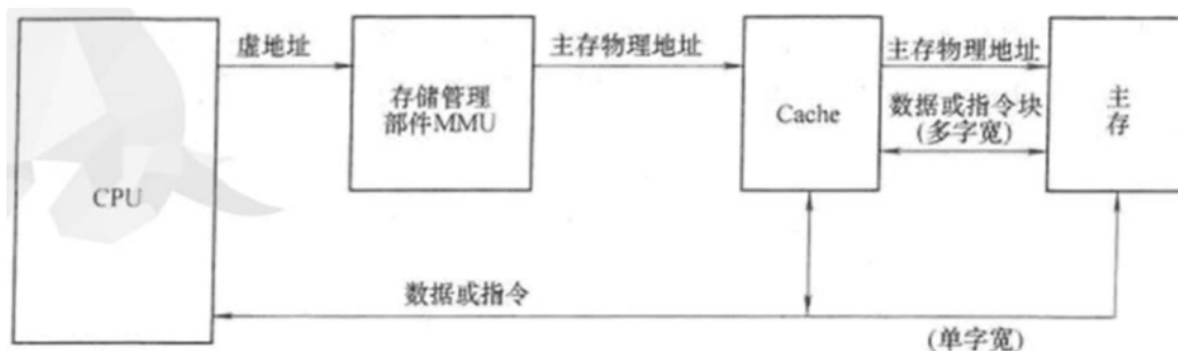 虚地址
主存物理地址
主存物理地址
存储管理
部件MMU
Cache
数据或指令块
(多字宽)
主
存
CPU
数据或指令
(单字宽)